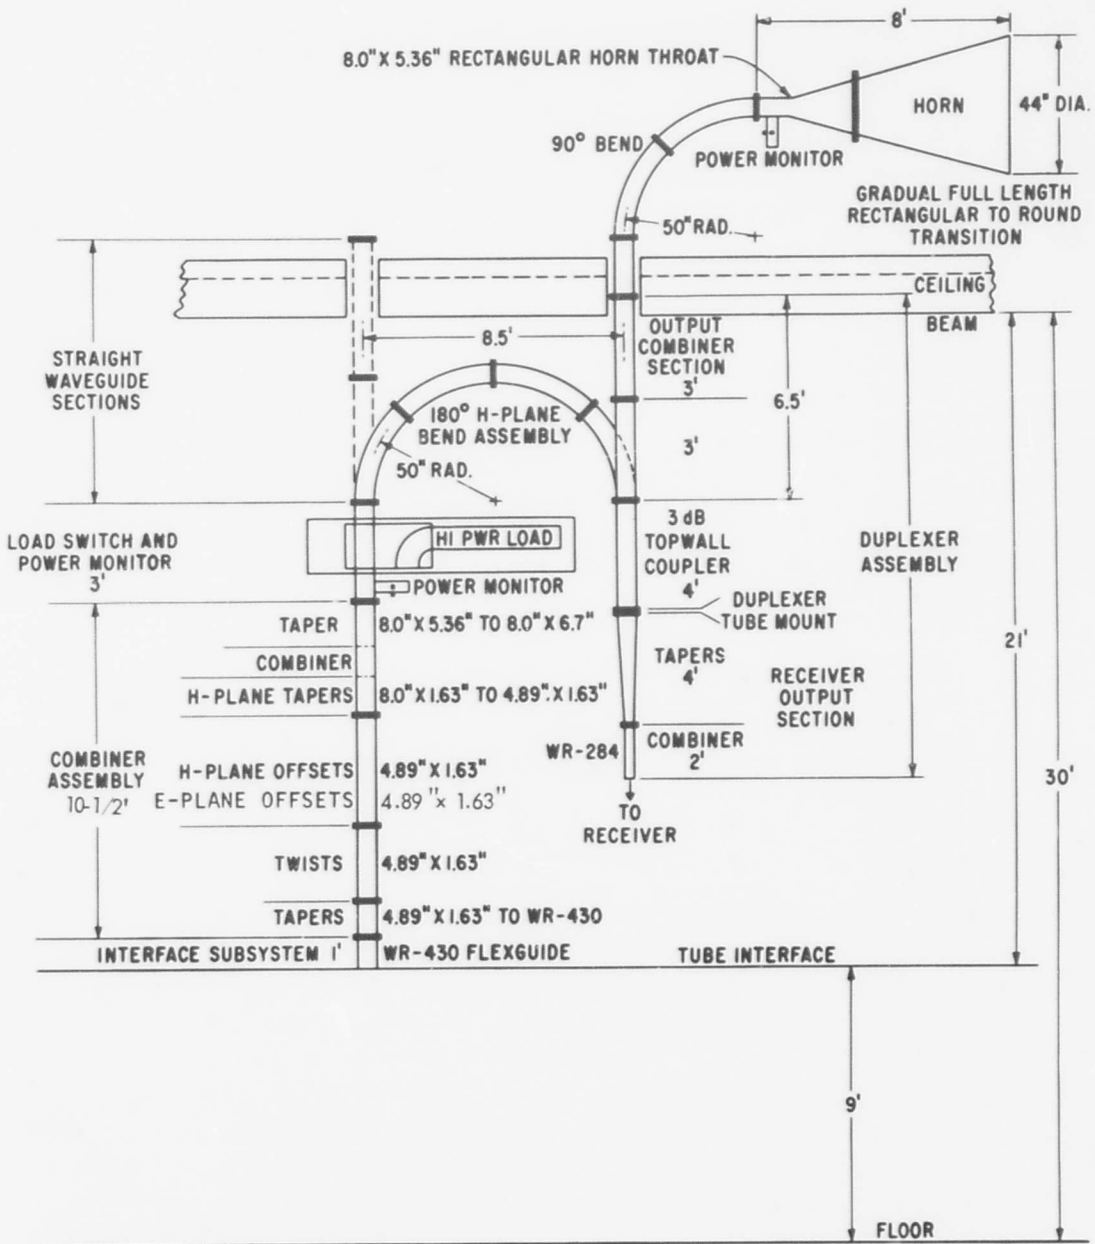 8'
8.0" X 5.36" RECTANGULAR HORN THROAT
HORN
44" DIA.
90° BEND
POWER MONITOR
GRADUAL FULL LENGTH
RECTANGULAR TO ROUND
TRANSITION
50" RAD.
CEILING
BEAM
8.5'
OUTPUT
COMBINER
SECTION
3'
STRAIGHT
WAVEGUIDE
SECTIONS
6.5'
180° H-PLANE
BEND ASSEMBLY
3'
50" RAD.
3 dB
TOPWALL
COUPLER
4'
LOAD SWITCH AND
POWER MONITOR
3'
HI PWR LOAD
DUPLEXER
ASSEMBLY
POWER MONITOR
DUPLEXER
TUBE MOUNT
TAPER 8.0" X 5.36" TO 8.0" X 6.7"
21'
COMBINER
TAPERS
4'
H-PLANE TAPERS 8.0" X 1.63" TO 4.89" X 1.63"
RECEIVER
OUTPUT
SECTION
WR-284
COMBINER
2'
COMBINER
ASSEMBLY
10-1/2'
H-PLANE OFFSETS 4.89" X 1.63"
E-PLANE OFFSETS 4.89 " x 1.63"
30'
TO
RECEIVER
TWISTS 4.89" X 1.63"
TAPERS 4.89" X 1.63" TO WR-430
INTERFACE SUBSYSTEM 1' WR-430 FLEXGUIDE TUBE INTERFACE
9'
FLOOR